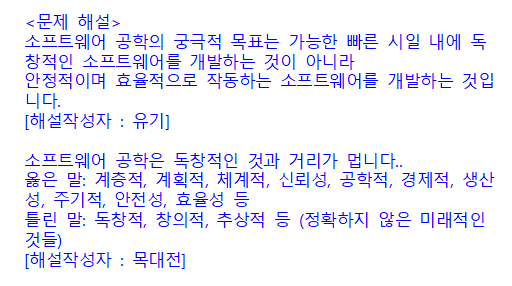 <문제 해설>
소프트웨어 공학의 궁극적 목표는 가능한 빠른 시일 내에 독
창적인 소프트웨어를 개발하는 것이 아니라
안정적이며 효율적으로 작동하는 소프트웨어를 개발하는 것입
니다.
[해설작성자 : 유기]
소프트웨어 공학은 독창적인 것과 거리가 멉니다..
옳은 말: 계층적, 계획적, 체계적, 신뢰성, 공학적, 경제적, 생산
성, 주기적, 안전성, 효율성 등
틀린 말: 독창적, 창의적, 추상적 등 (정확하지 않은 미래적인
것들)
[해설작성자 : 목대전]